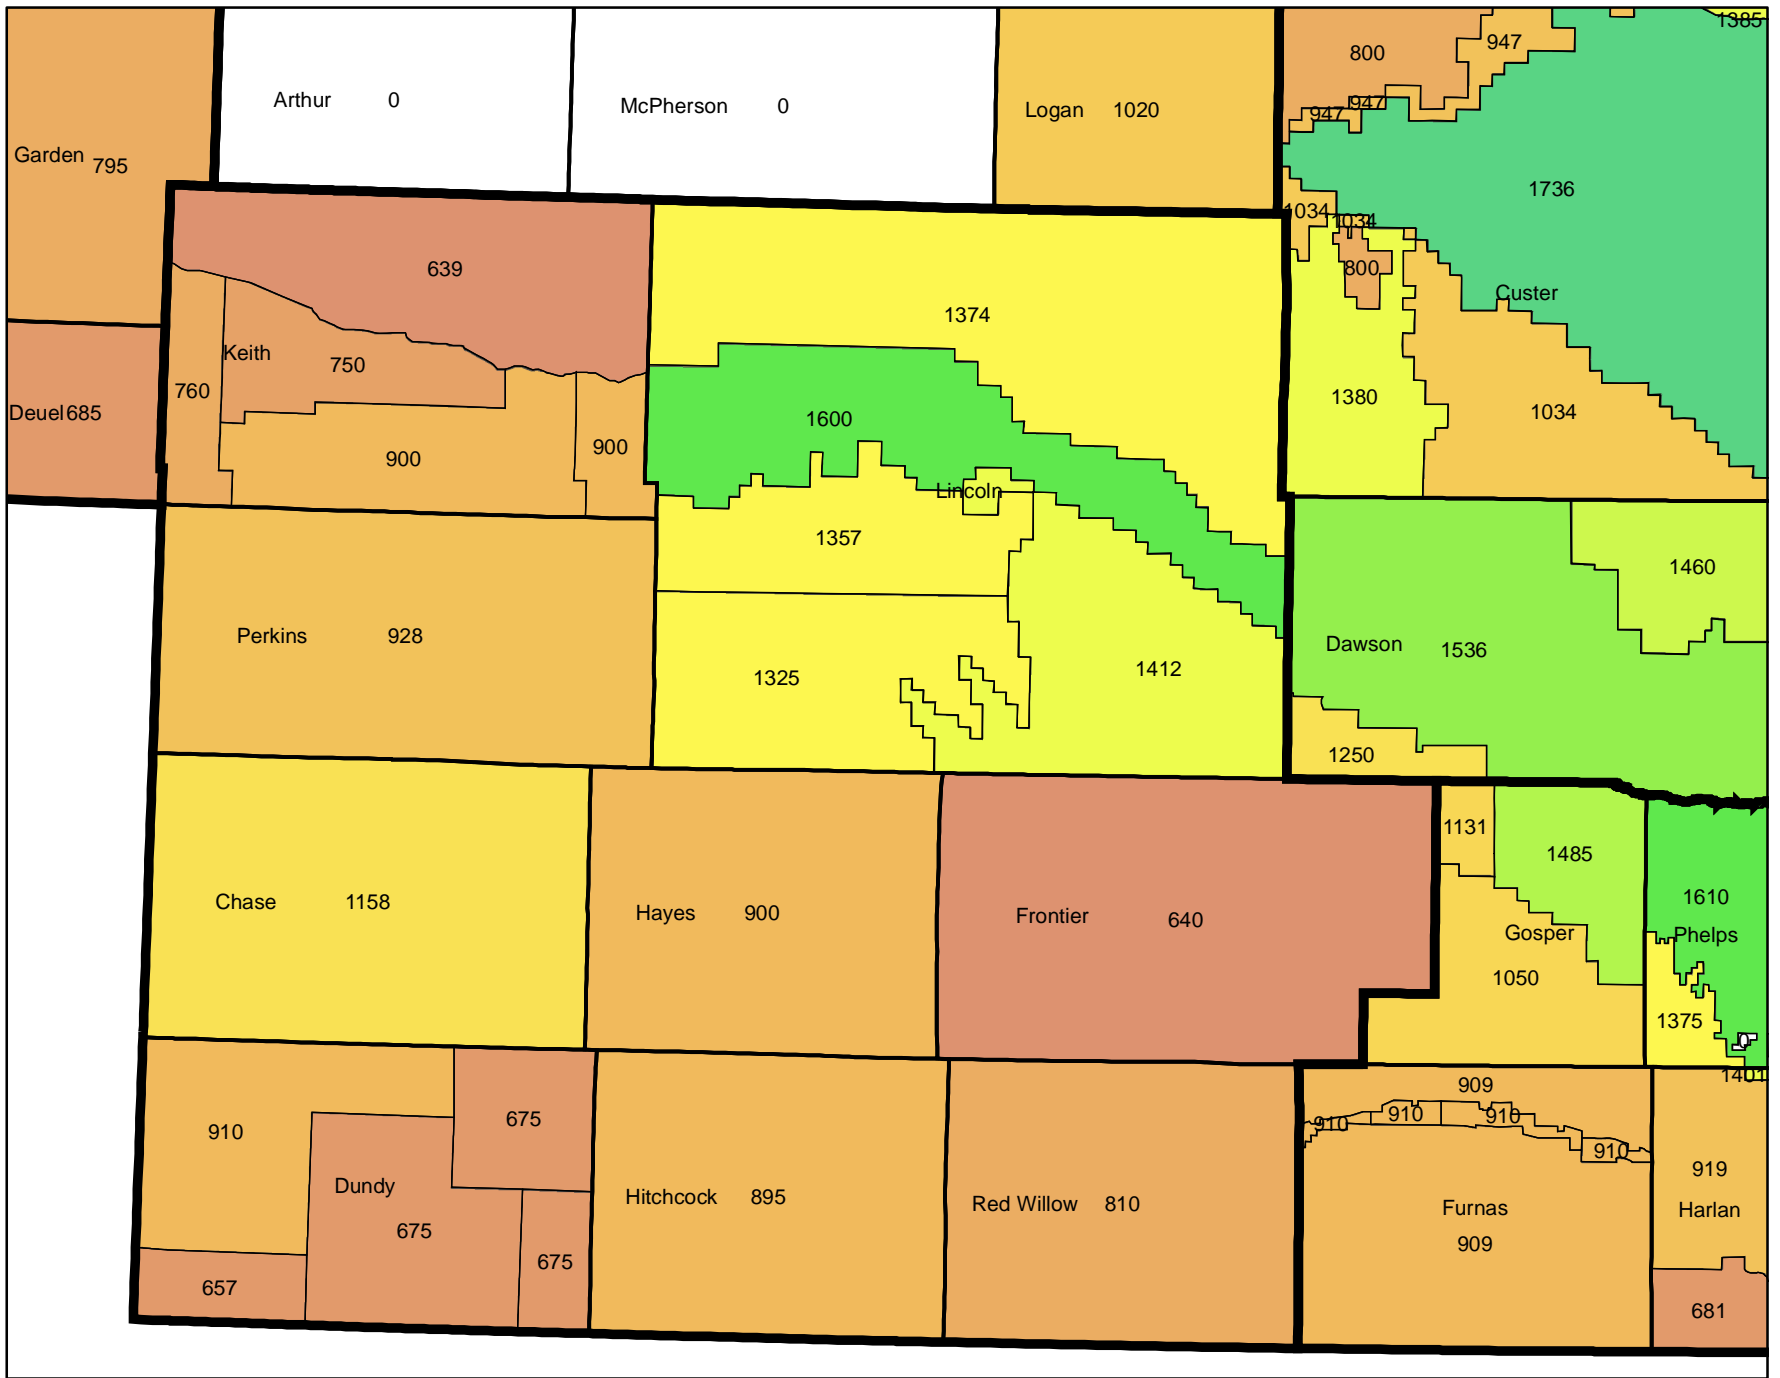 1385
947
800
Arthur 0
McPherson 0
Logan 1020
947
947
Garden 795
1736
1034
1034
639
800
Custer
1374
Keith
750
760
1380
Deuel 685
1600
1034
900
900
Lincoln
1357
1460
Perkins 928
Dawson 1536
1325
1412
1250
1131
1485
Chase 1158
Hayes 900
Frontier 640
1610
Gosper
Phelps
1050
1375
0
1401
909
910
910
910
675
910
910
919
Dundy
Hitchcock 895
Red Willow 810
Furnas
Harlan
675
909
675
657
681